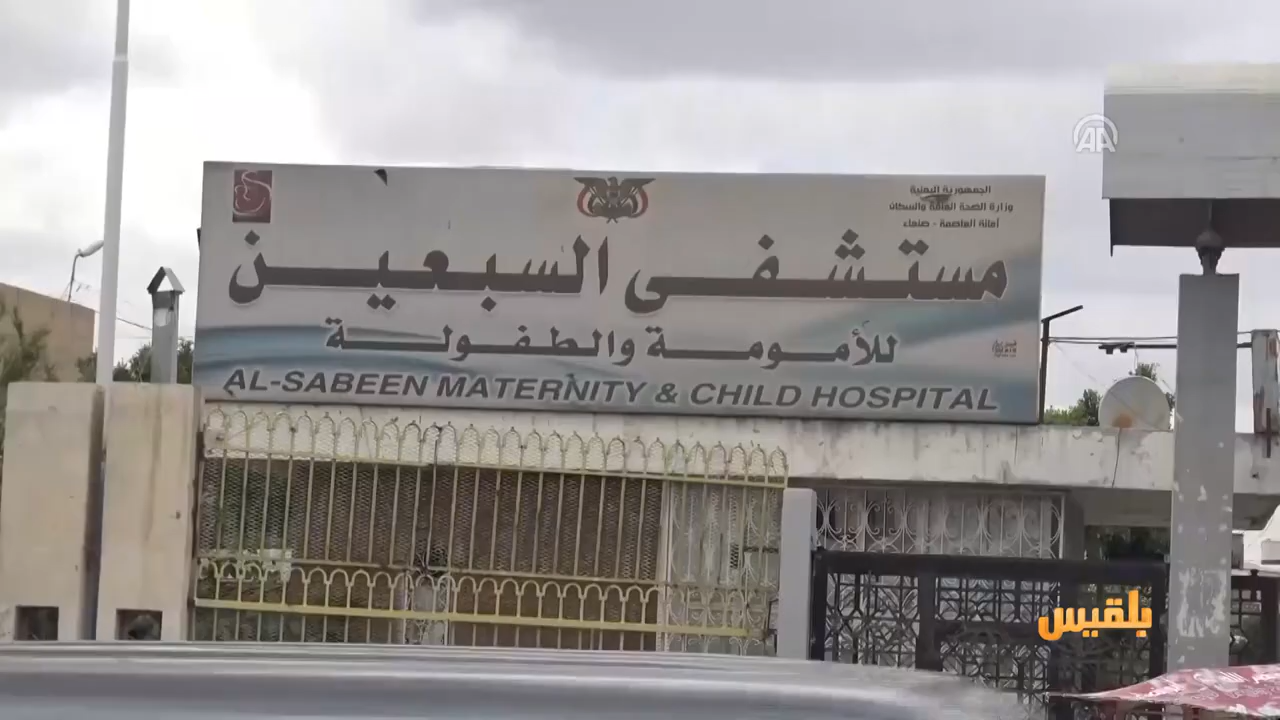 الجمهورية اليمنية
وزارة الصحة العامة والسكان
أمانة العاصمة - صنعاء
مستشفى السبعين
للأمومة والطفولة
AL-SABEEN MATERNITY & CHILD HOSPITAL
AA
بلقيس